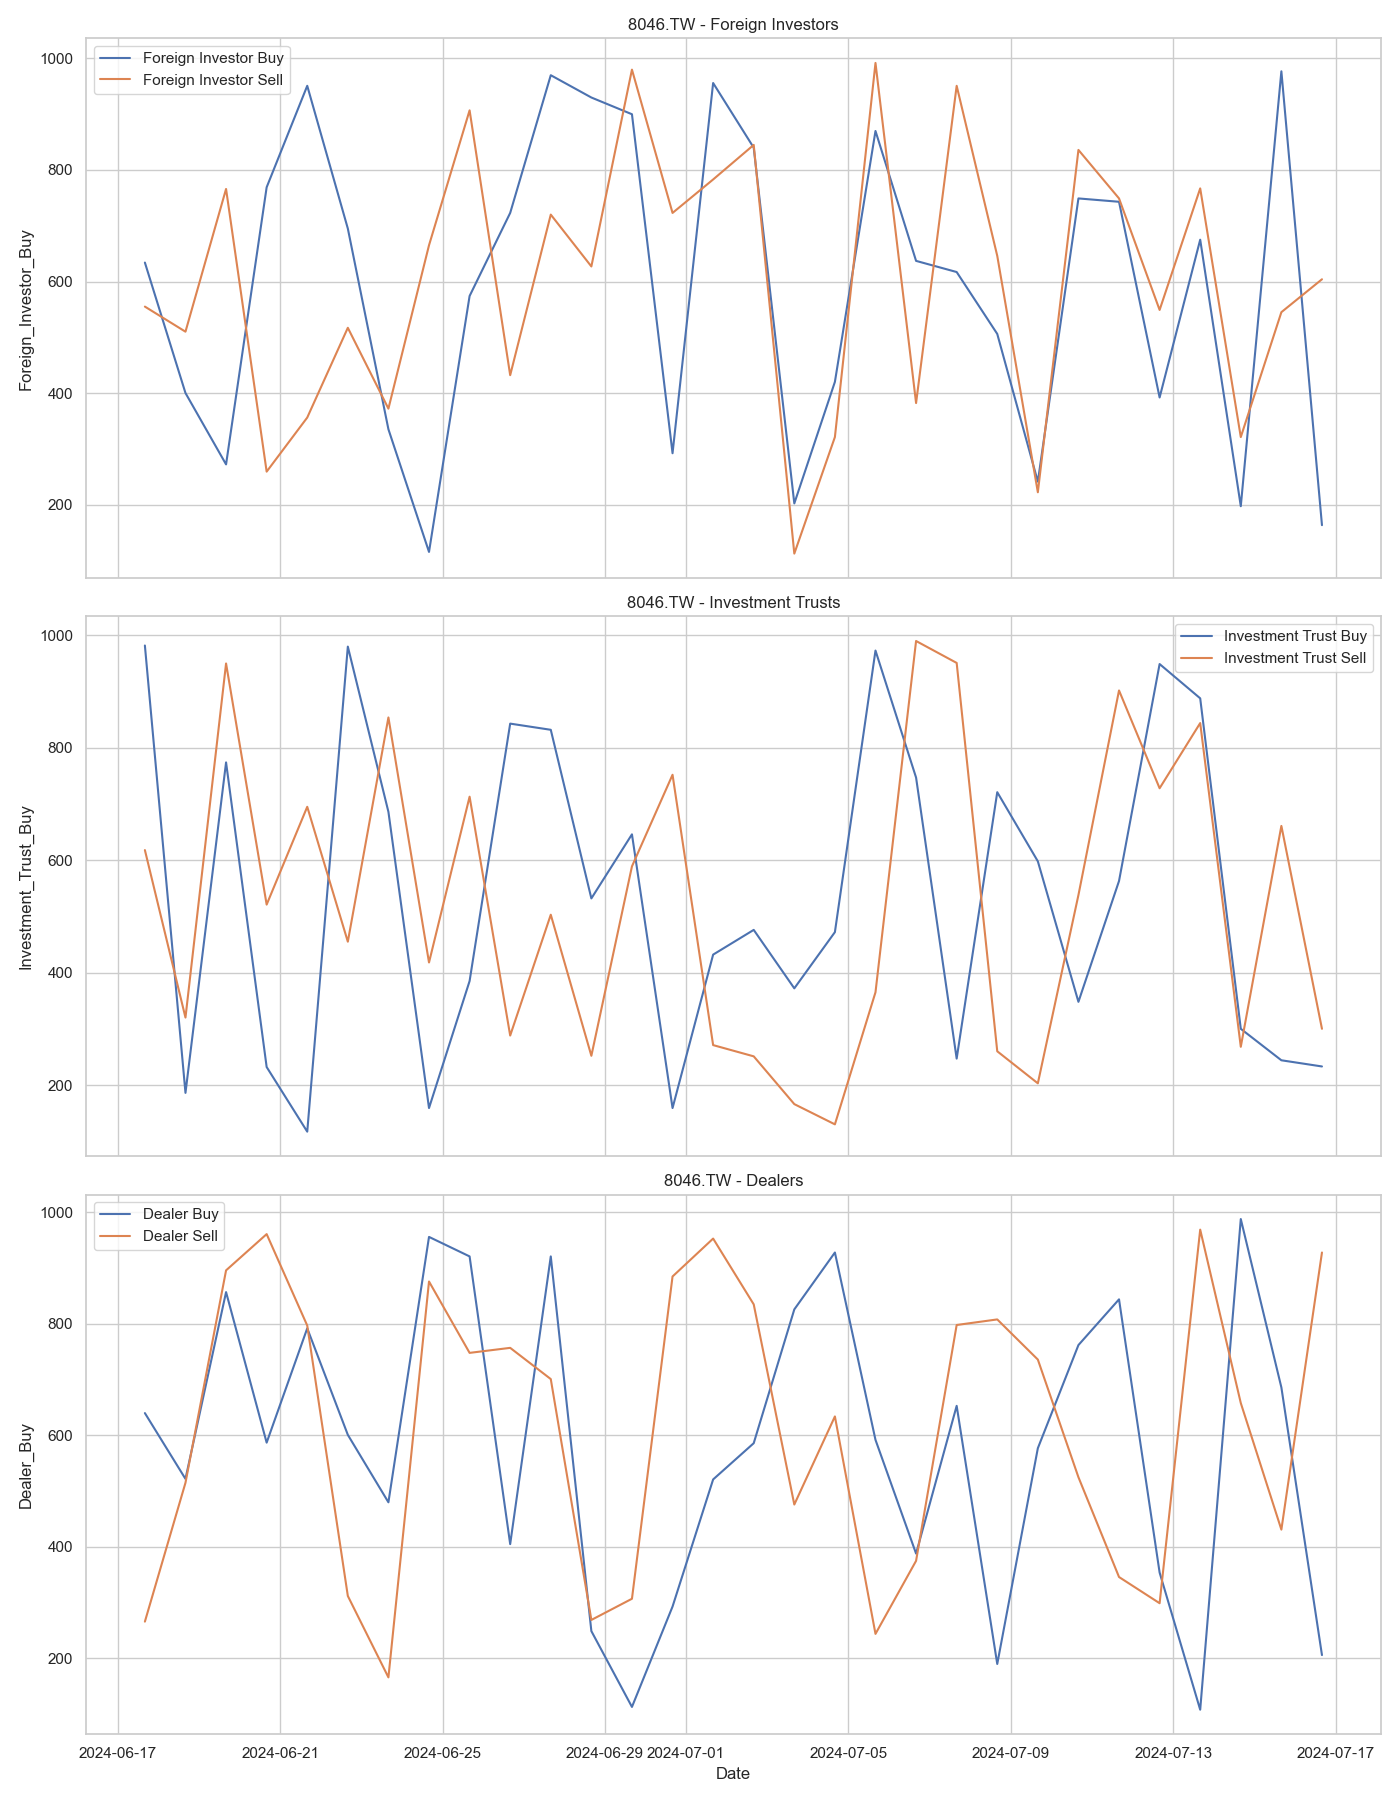 8046.TW - Foreign Investors
Foreign Investor Buy
Foreign Investor Sell
Foreign_Investor_Buy
1000
800
600
400
200
8046.TW - Investment Trusts
Investment Trust Buy
Investment Trust Sell
Investment_Trust_Buy
1000
800
600
400
200
8046.TW - Dealers
Dealer Buy
Dealer Sell
Dealer_Buy
1000
800
600
400
200
2024-06-17 2024-06-21 2024-06-25 2024-06-29 2024-07-01 2024-07-05 2024-07-09 2024-07-13 2024-07-17
Date